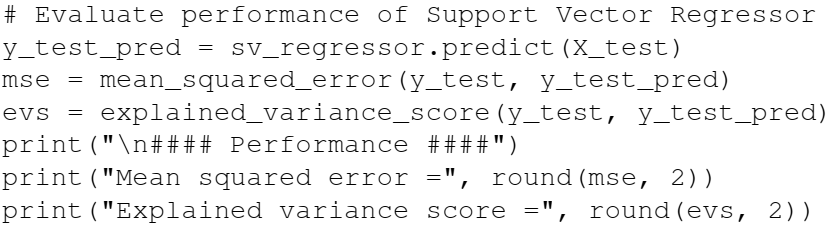 # Evaluate performance of Support Vector Regressor
y_test_pred = sv_regressor.predict(X_test)
mse = mean_squared_error(y_test, y_test_pred)
evs = explained_variance_score(y_test, y_test_pred)
print("\n#### Performance ####")
print("Mean squared error =", round(mse, 2))
print("Explained variance score =", round(evs, 2))